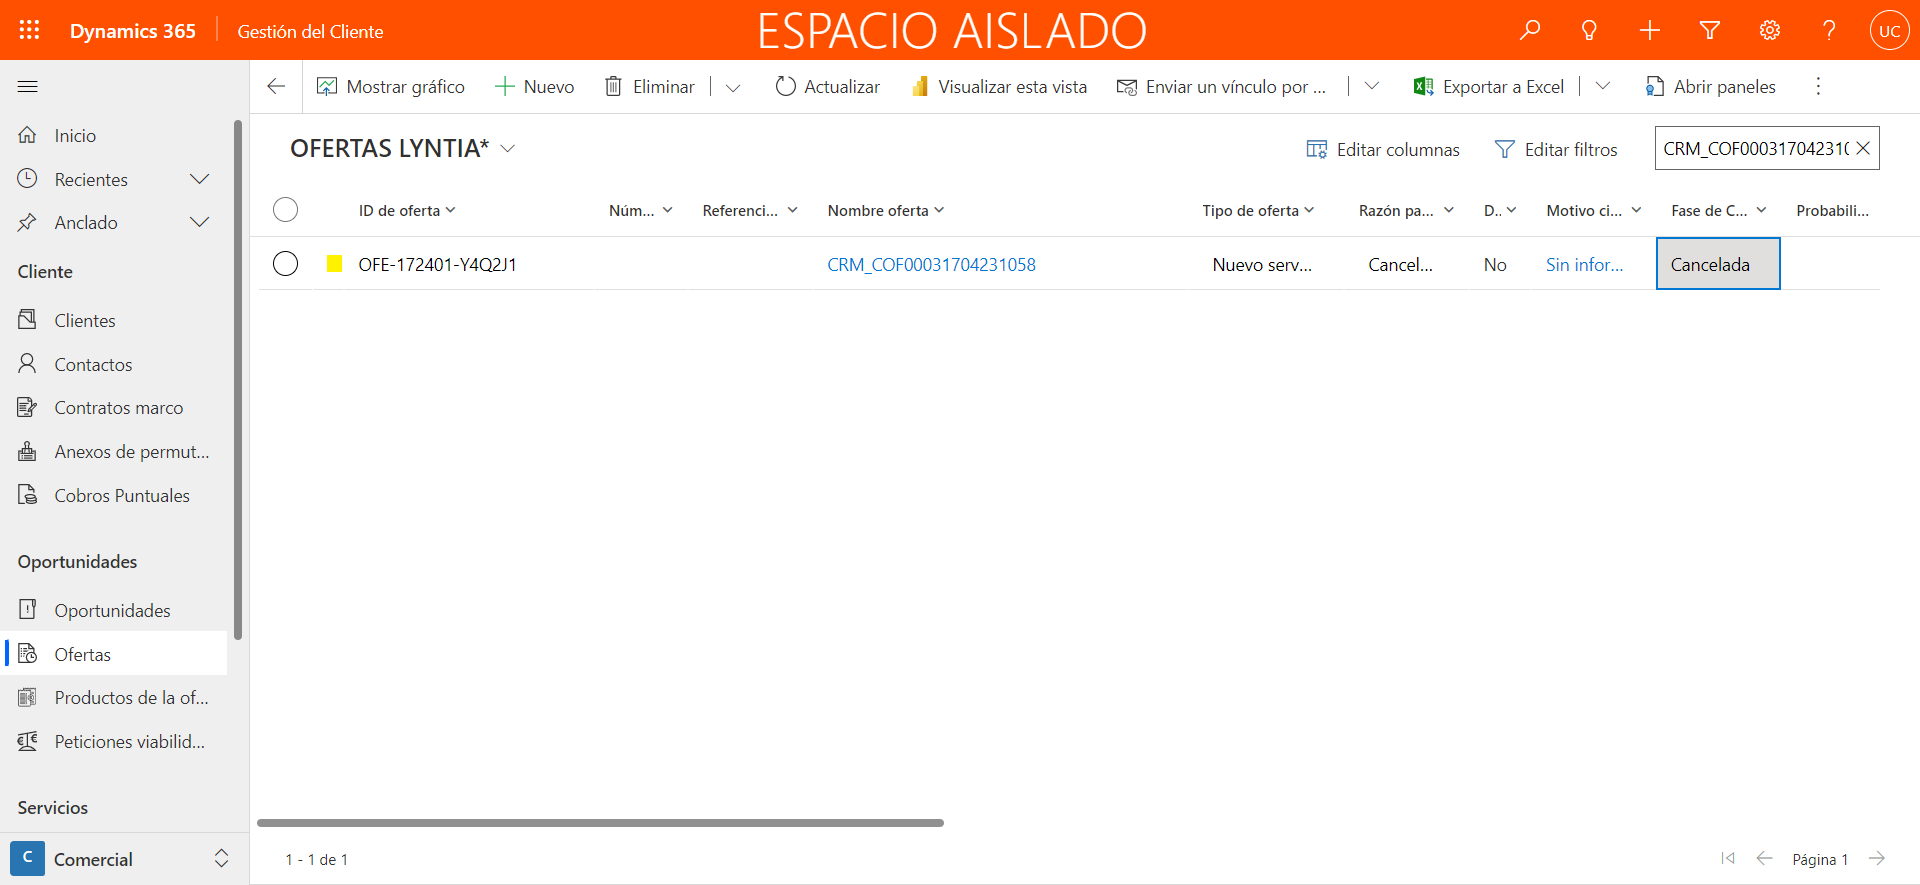 Dynamics 365
Gestión del Cliente
ESPACIO AISLADO
UC
Mostrar gráfico
Nuevo
Eliminar
Actualizar
Visualizar esta vista
Enviar un vínculo por ...
Exportar a Excel
Abrir paneles
Inicio
Recientes
Anclado
Cliente
Clientes
Contactos
Contratos marco
Anexos de permut...
Cobros Puntuales
Oportunidades
Oportunidades
Ofertas
Productos de la of...
Peticiones viabilid...
Servicios
C
Comercial
OFERTAS LYNTIA*
Editar columnas
Editar filtros
CRM_COF00031704231(
ID de oferta
Núm...
Referenci...
Nombre oferta
Tipo de oferta
Razón pa...
D..
Motivo ci...
Fase de C...
Probabili...
OFE-172401-Y4Q2J1
CRM_COF00031704231058
Nuevo serv...
Cancel...
No
Sin infor...
Cancelada
1 - 1 de 1
Página 1